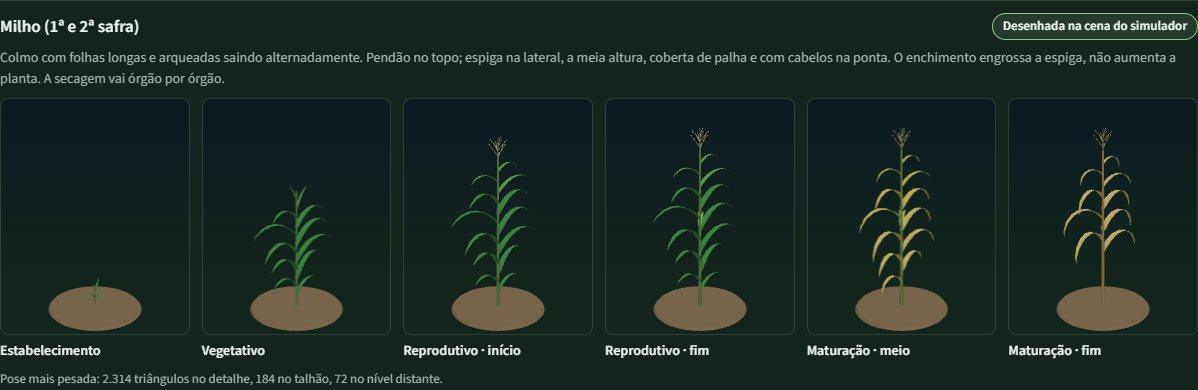 Milho (1ª e 2ª safra)
Desenhada na cena do simulador
Colmo com folhas longas e arqueadas saindo alternadamente. Pendão no topo; espiga na lateral, a meia altura, coberta de palha e com cabelos na ponta. O enchimento engrossa a espiga, não aumenta a
planta. A secagem vai órgão por órgão.
Estabelecimento
Vegetativo
Reprodutivo · início
Reprodutivo · fim
Maturação · meio
Maturação · fim
Pose mais pesada: 2.314 triângulos no detalhe, 184 no talhão, 72 no nível distante.